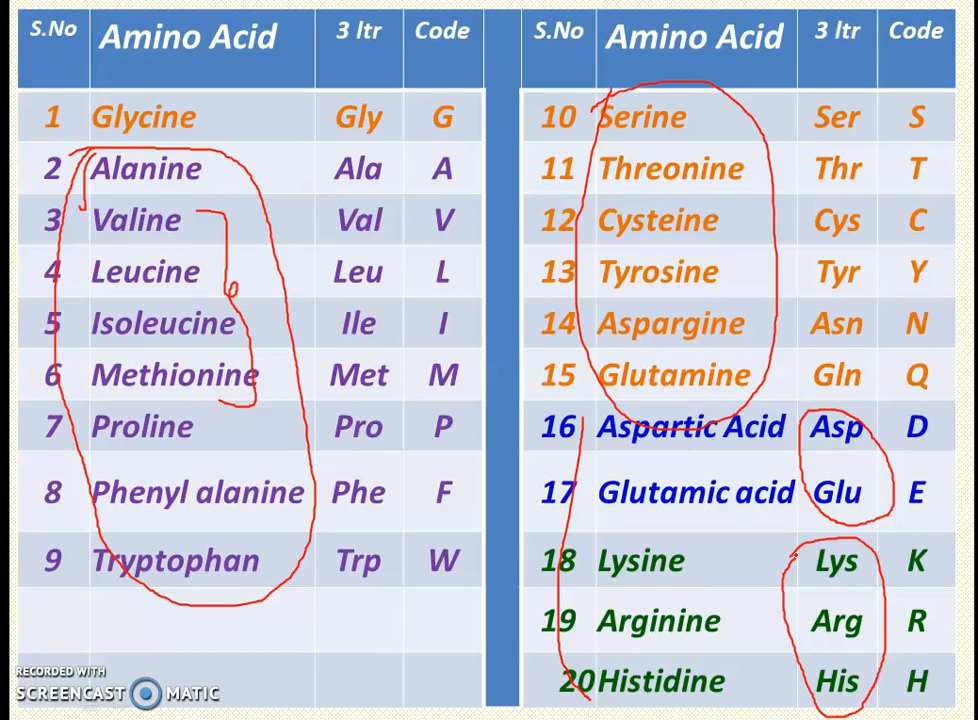 S.No Amino Acid 3 ltr Code
1 Glycine Gly G
2 Alanine Ala A
3 Valine Val V
4 Leucine Leu L
5 Isoleucine Ile I
6 Methionine Met M
7 Proline Pro P
8 Phenyl alanine Phe F
9 Tryptophan Trp W
S.No Amino Acid 3 ltr Code
10 Serine Ser S
11 Threonine Thr T
12 Cysteine Cys C
13 Tyrosine Tyr Y
14 Aspargine Asn N
15 Glutamine Gln Q
16 Aspartic Acid Asp D
17 Glutamic acid Glu E
18 Lysine Lys K
19 Arginine Arg R
20 Histidine His H
RECORDED WITH
SCREENCAST MATIC